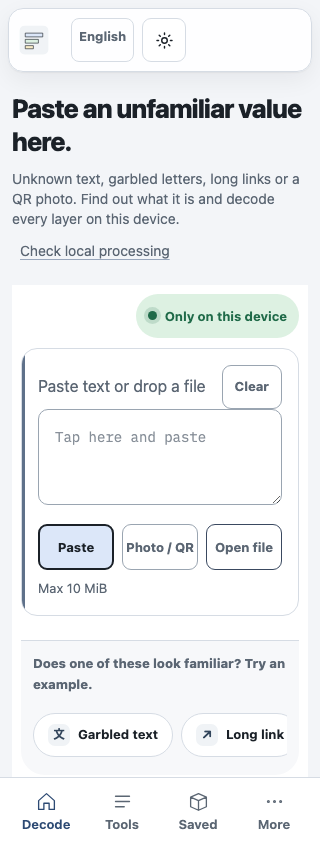 English
Paste an unfamiliar value
here.
Unknown text, garbled letters, long links or a
QR photo. Find out what it is and decode
every layer on this device.
Check local processing
Only on this device
Paste text or drop a file
Clear
Tap here and paste
Paste
Photo / QR
Open file
Max 10 MiB
Does one of these look familiar? Try an
example.
文 Garbled text
Long link
Decode
Tools
Saved
More